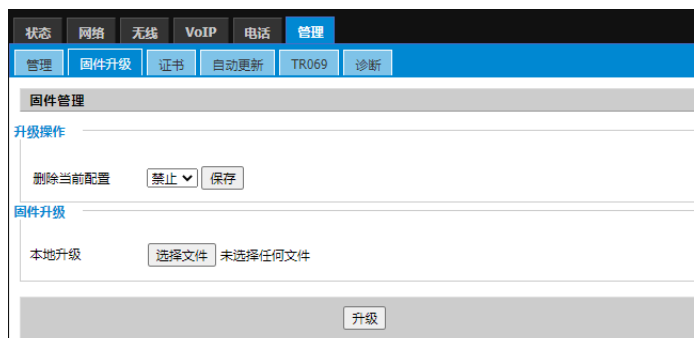 状态 网络 无线 VoIP 电话 管理
管理 固件升级 证书 自动更新 TR069 诊断
固件管理
升级操作
删除当前配置 禁止 保存
固件升级
本地升级 选择文件 未选择任何文件
升级